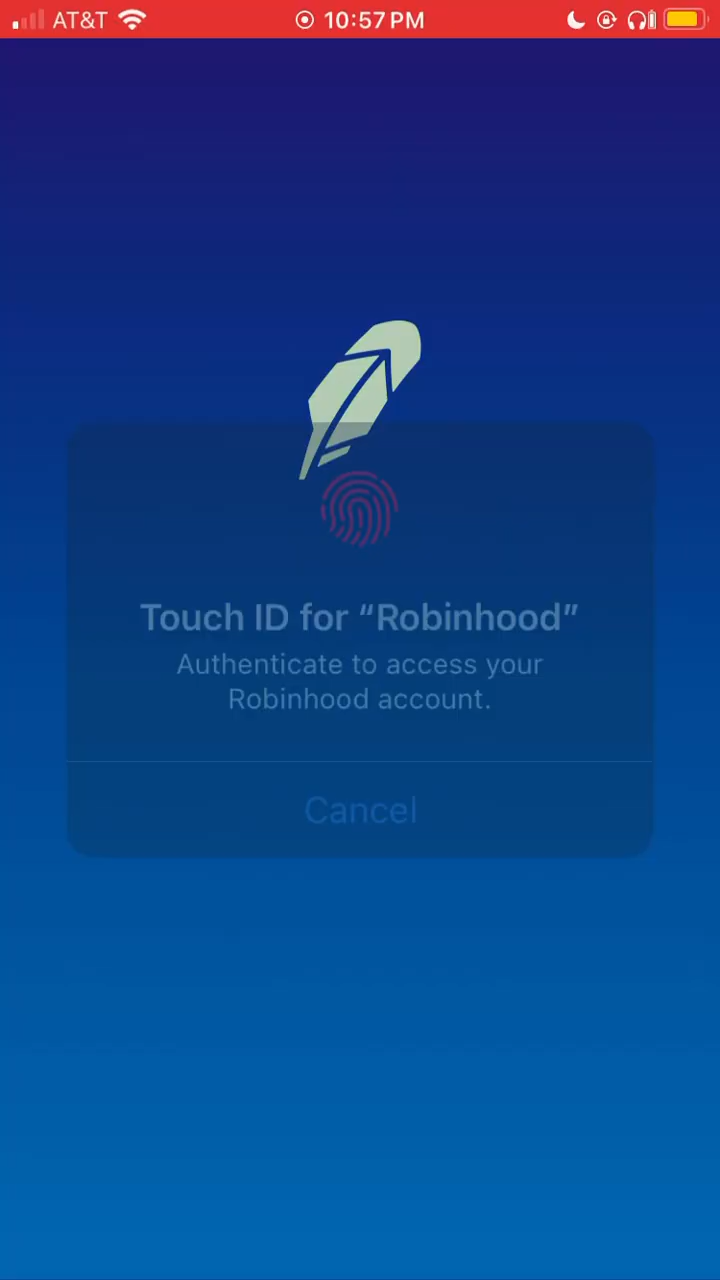 AT&T 10:57 PM
Touch ID for “Robinhood”
Authenticate to access your
Robinhood account.
Cancel